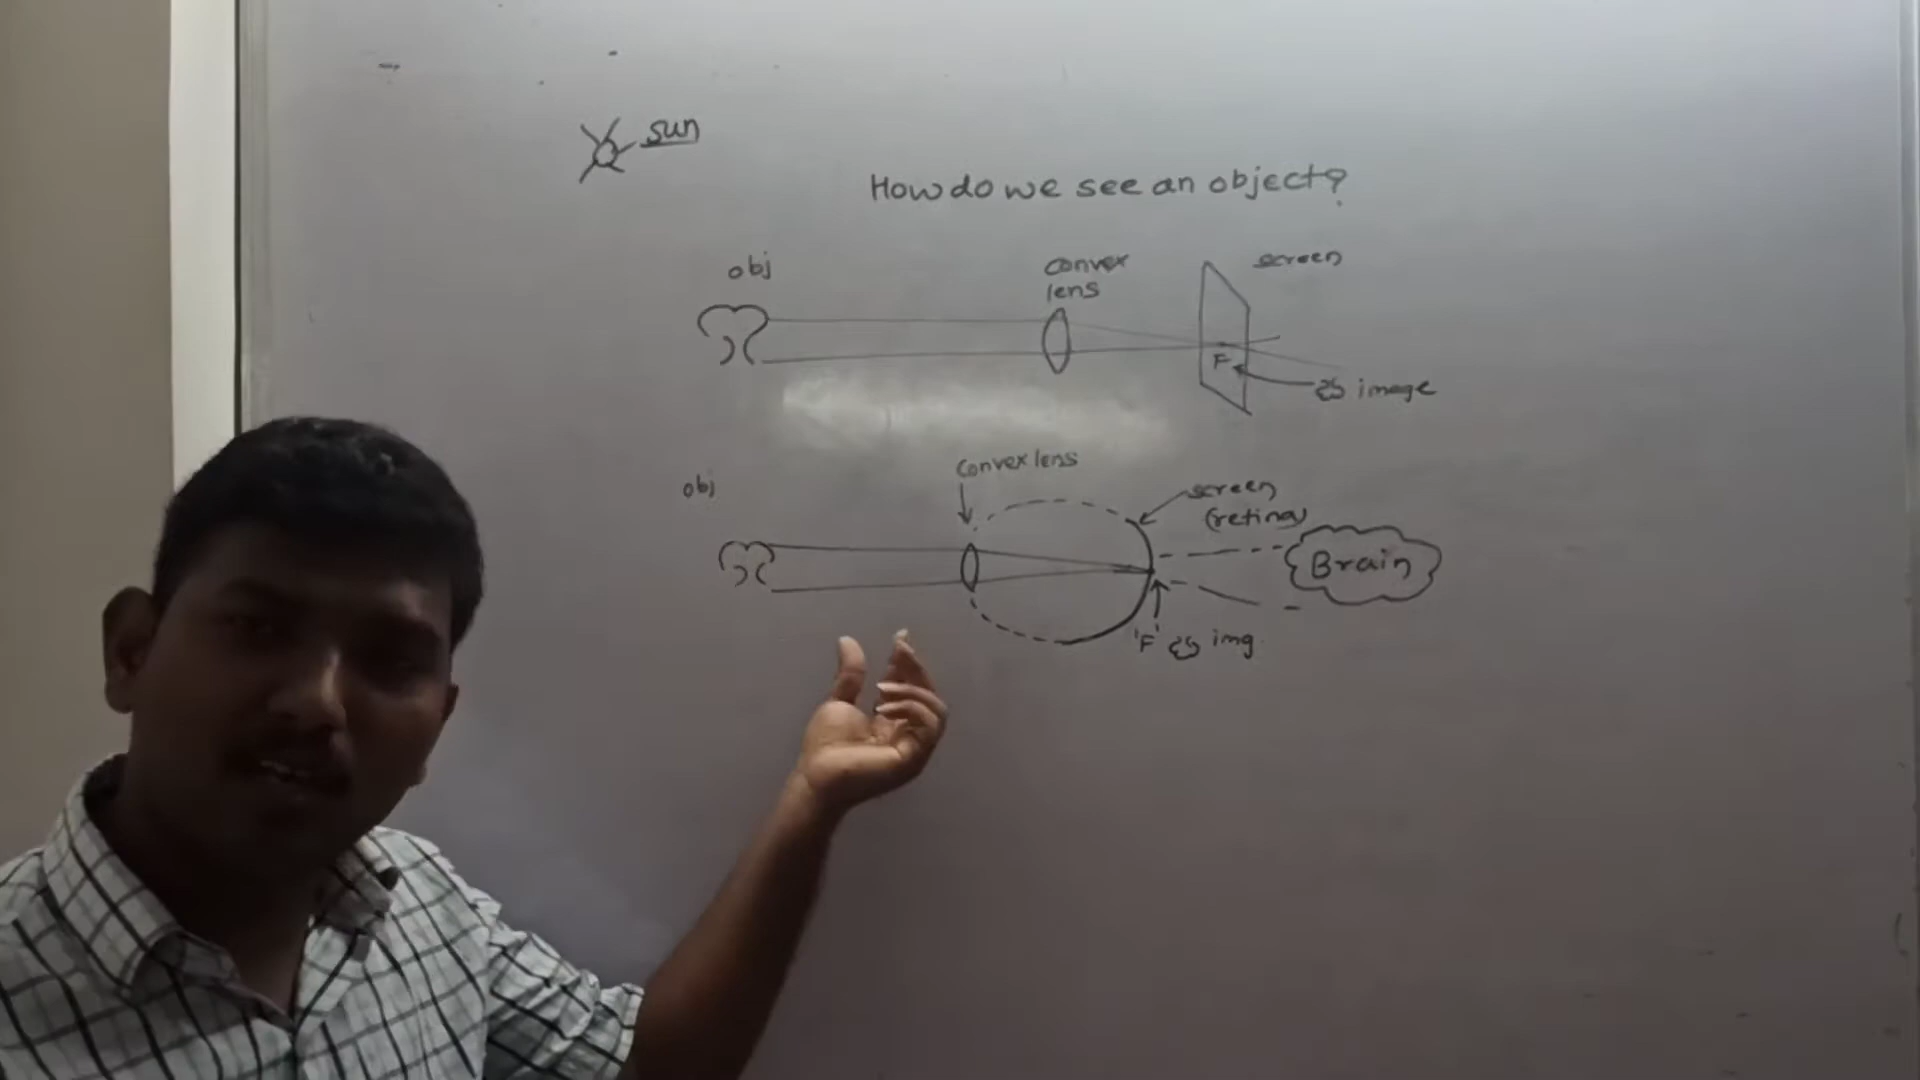 sun
How do we see an object?
obj
convex
lens
screen
F
image
convex lens
obj
screen
(retina)
Brain
'F' img